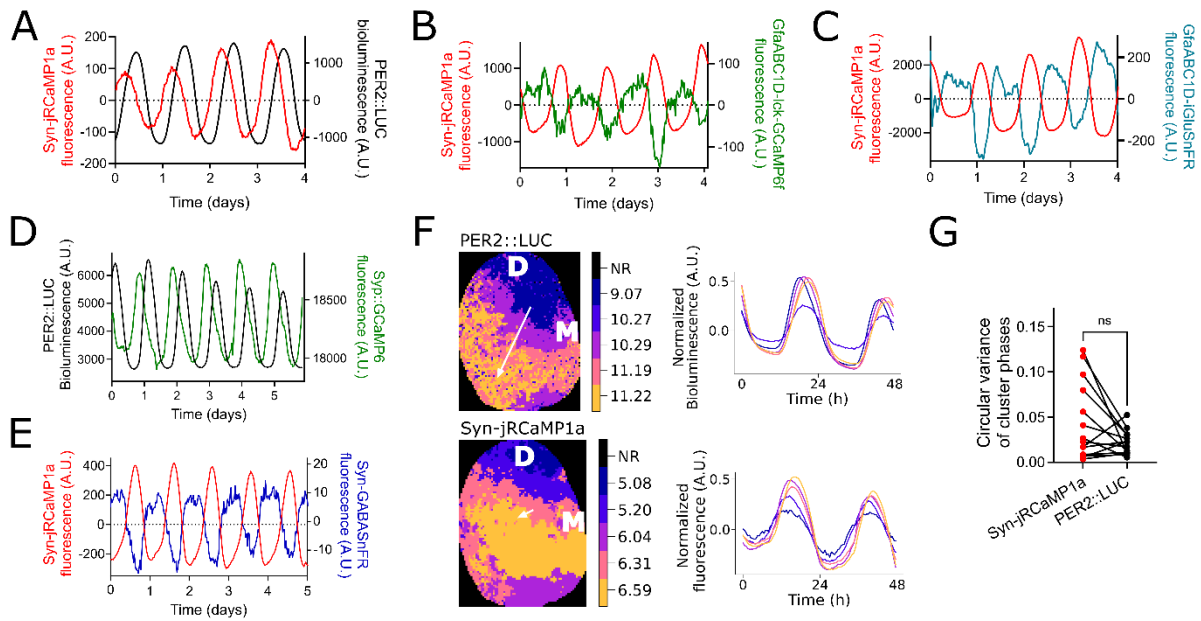 A
Syn-jRCaMP1a
fluorescence (A.U.)
200
100
0
-100
-200
1000
0
-1000
PER2::LUC
bioluminescence (A.U.)
0 1 2 3 4
Time (days)
B
Syn-jRCaMP1a
fluorescence (A.U.)
1000
0
-1000
100
0
-100
GfaABC1D-lck-GCaMP6f
fluorescence (A.U.)
0 1 2 3 4
Time (days)
C
Syn-jRCaMP1a
fluorescence (A.U.)
2000
0
-2000
200
0
-200
GfaABC1D-iGluSnFR
fluorescence (A.U.)
0 1 2 3 4
Time (days)
D
PER2::LUC
Bioluminescence (A.U.)
6000
5000
4000
3000
18500
18000
Syp::GCaMP6
fluorescence (A.U.)
0 1 2 3 4 5
Time (days)
E
Syn-jRCaMP1a
fluorescence (A.U.)
400
200
0
-200
20
10
0
-10
Syn-GABASnFR
fluorescence (A.U.)
0 1 2 3 4 5
Time (days)
F
PER2::LUC
D
M
NR
9.07
10.27
10.29
11.19
11.22
Normalized
Bioluminescence (A.U.)
0.5
0.0
0 24 48
Time (h)
Syn-jRCaMP1a
D
M
NR
5.08
5.20
6.04
6.31
6.59
Normalized
fluorescence (A.U.)
0.5
0.0
0 24 48
Time (h)
G
Circular variance
of cluster phases
0.15
0.10
0.05
0.00
ns
Syn-jRCaMP1a
PER2::LUC